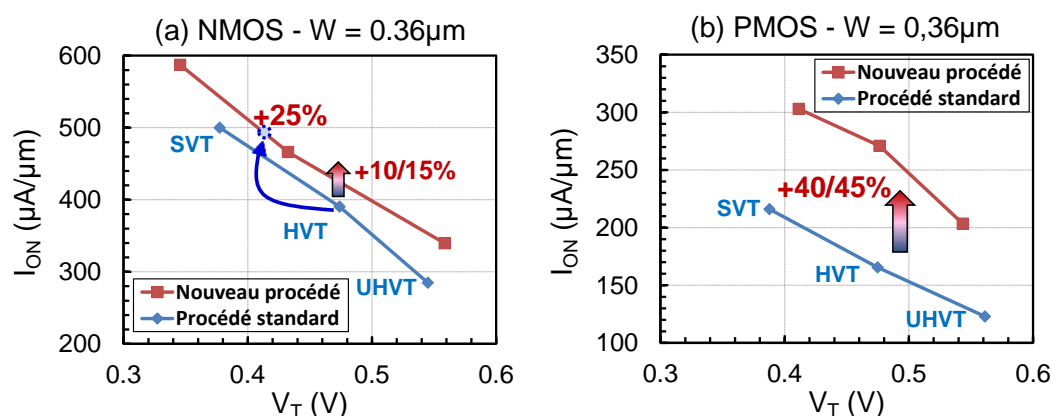 (a) NMOS - W = 0.36µm
600
500
400
300
200
0.3
0.4
0.5
0.6
I_ON (µA/µm)
V_T (V)
+25%
+10/15%
SVT
HVT
UHVT
Nouveau procédé
Procédé standard
(b) PMOS - W = 0,36µm
350
300
250
200
150
100
0.3
0.4
0.5
0.6
I_ON (µA/µm)
V_T (V)
Nouveau procédé
Procédé standard
+40/45%
SVT
HVT
UHVT